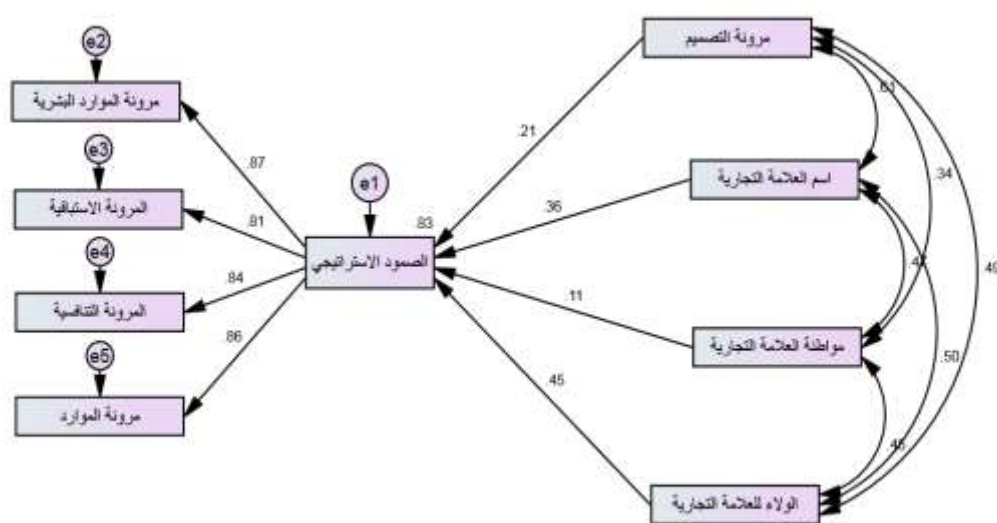 e2
مرونة الموارد البشرية
e3
المرونة الاستباقية
e4
المرونة التنافسية
e5
مرونة الموارد
.87
.81
.84
.86
e1
.83
الصمود الاستراتيجي
.21
.36
.11
.45
مرونة التصميم
اسم العلامة التجارية
مواطنة العلامة التجارية
الولاء للعلامة التجارية
.61
.34
.49
.50